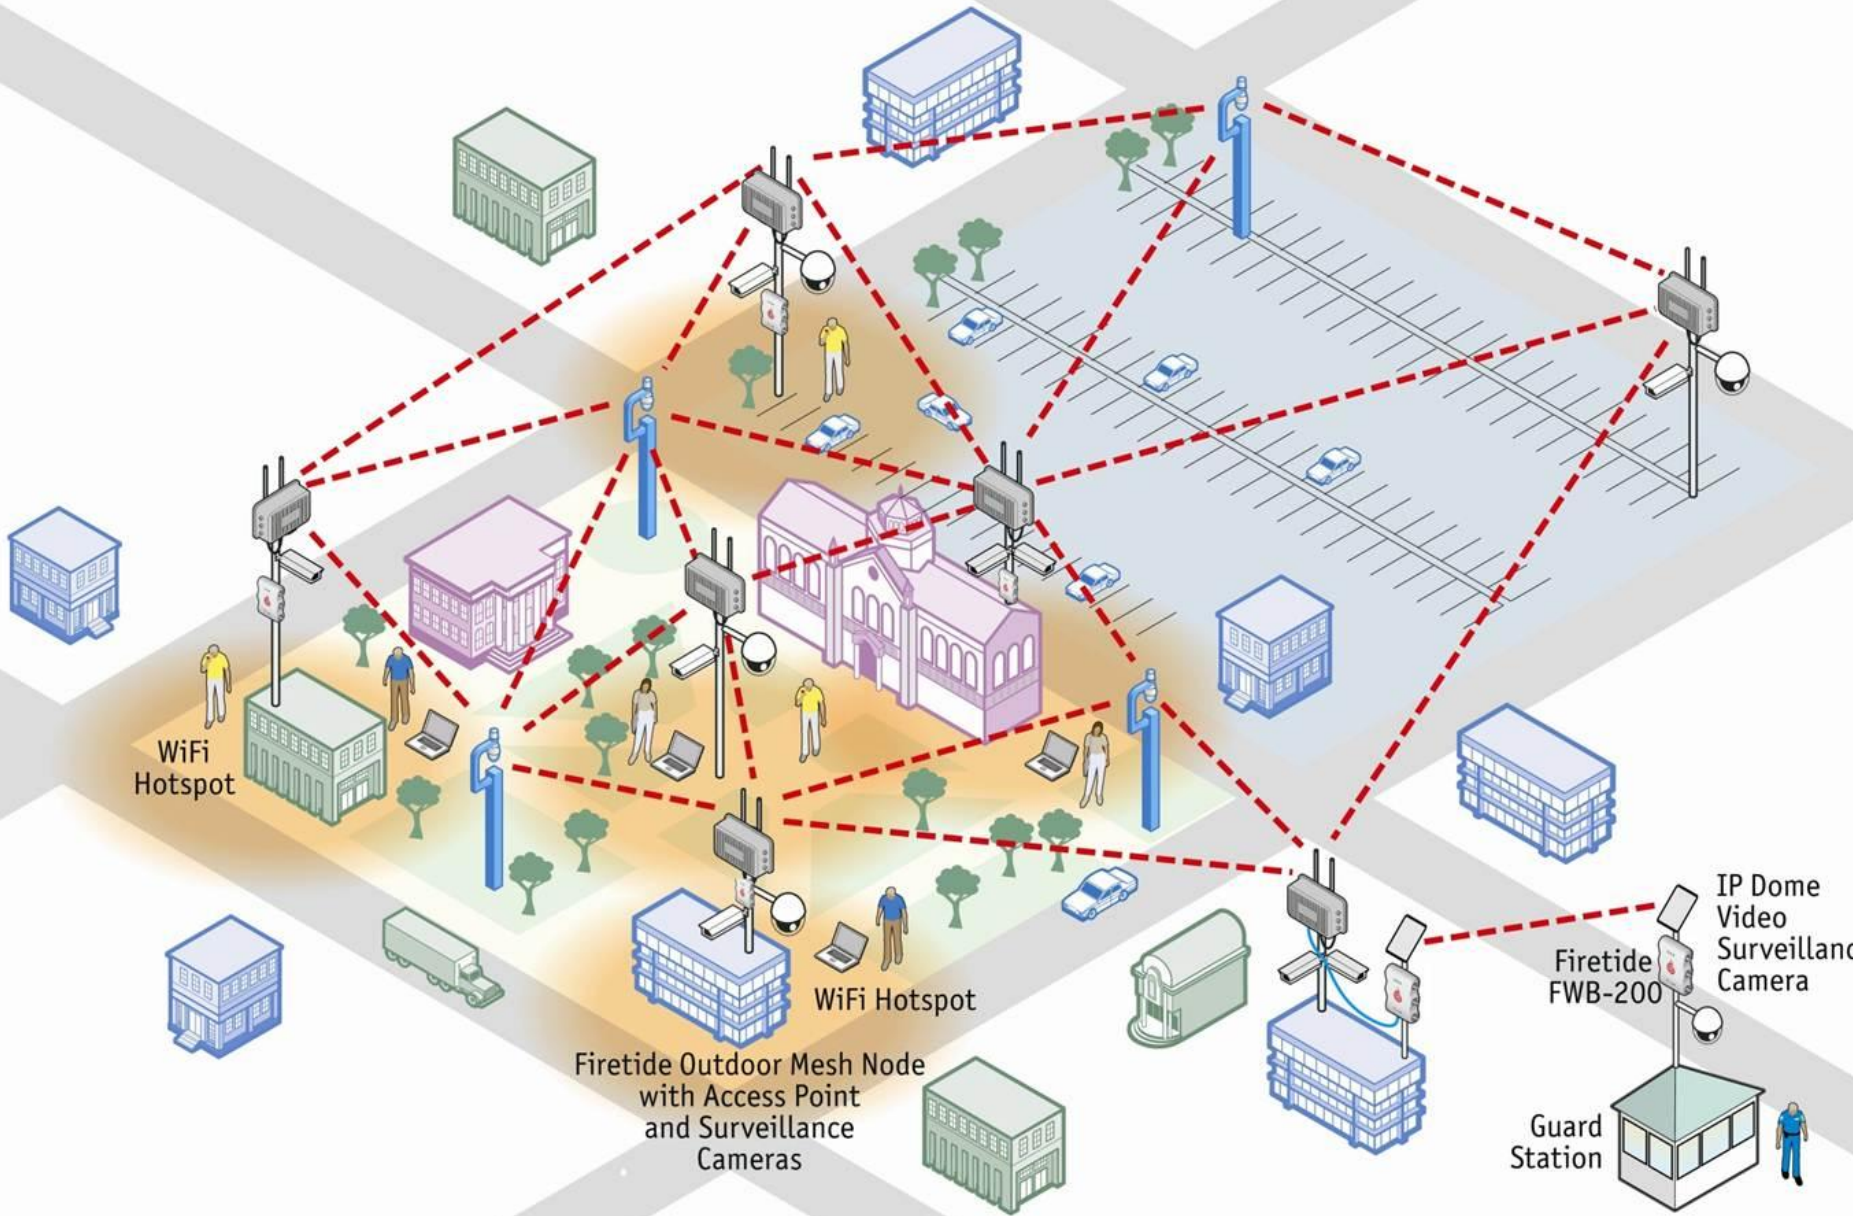 WiFi
Hotspot
WiFi Hotspot
Firetide Outdoor Mesh Node
with Access Point
and Surveillance
Cameras
Firetide
FWB-200
IP Dome
Video
Surveillanc
Camera
Guard
Station